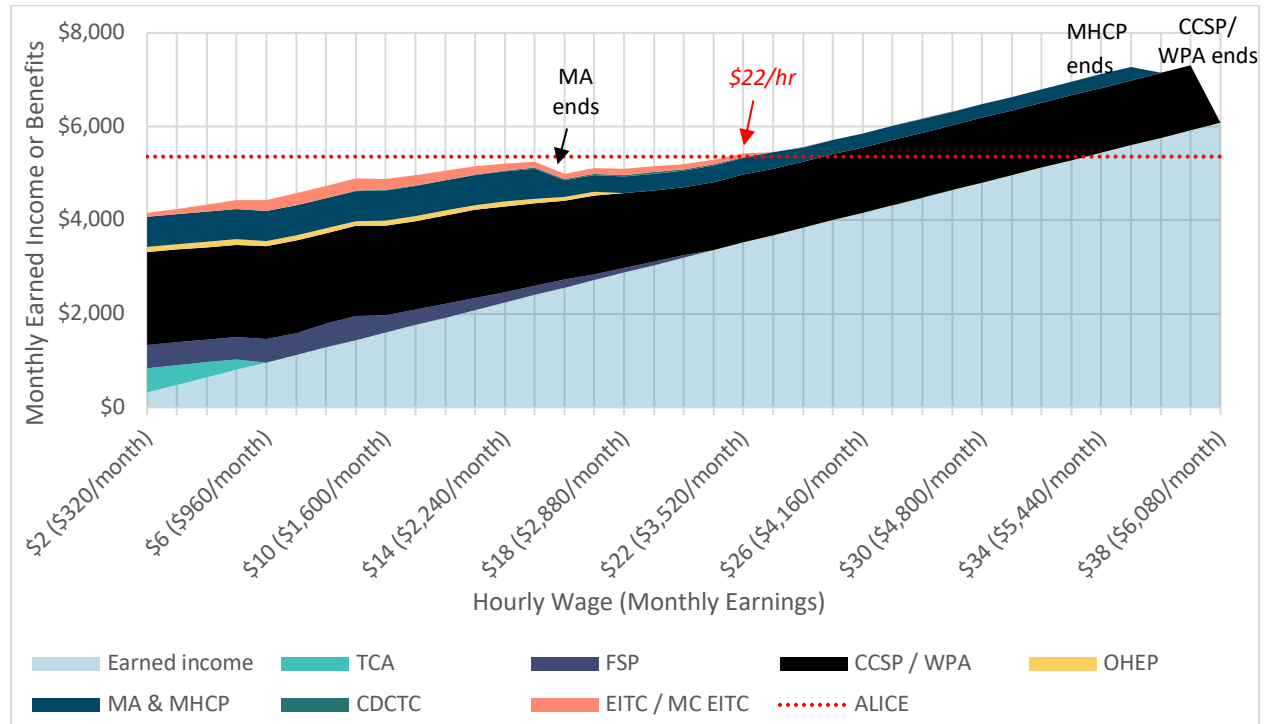 Monthly Earned Income or Benefits
$8,000
$6,000
$4,000
$2,000
$0
MA
ends
$22/hr
MHCP
ends
CCSP/
WPA ends
$2 ($320/month)
$6 ($960/month)
$10 ($1,600/month)
$14 ($2,240/month)
$18 ($2,880/month)
$22 ($3,520/month)
$26 ($4,160/month)
$30 ($4,800/month)
$34 ($5,440/month)
$38 ($6,080/month)
Hourly Wage (Monthly Earnings)
Earned income
TCA
FSP
CCSP / WPA
OHEP
MA & MHCP
CDCTC
EITC / MC EITC
ALICE